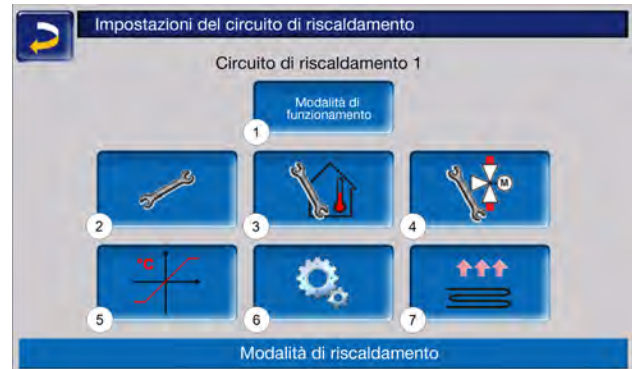 Impostazioni del circuito di riscaldamento
Circuito di riscaldamento 1
Modalità di
funzionamento
1
2
3
M
4
°C
5
6
7
Modalità di riscaldamento